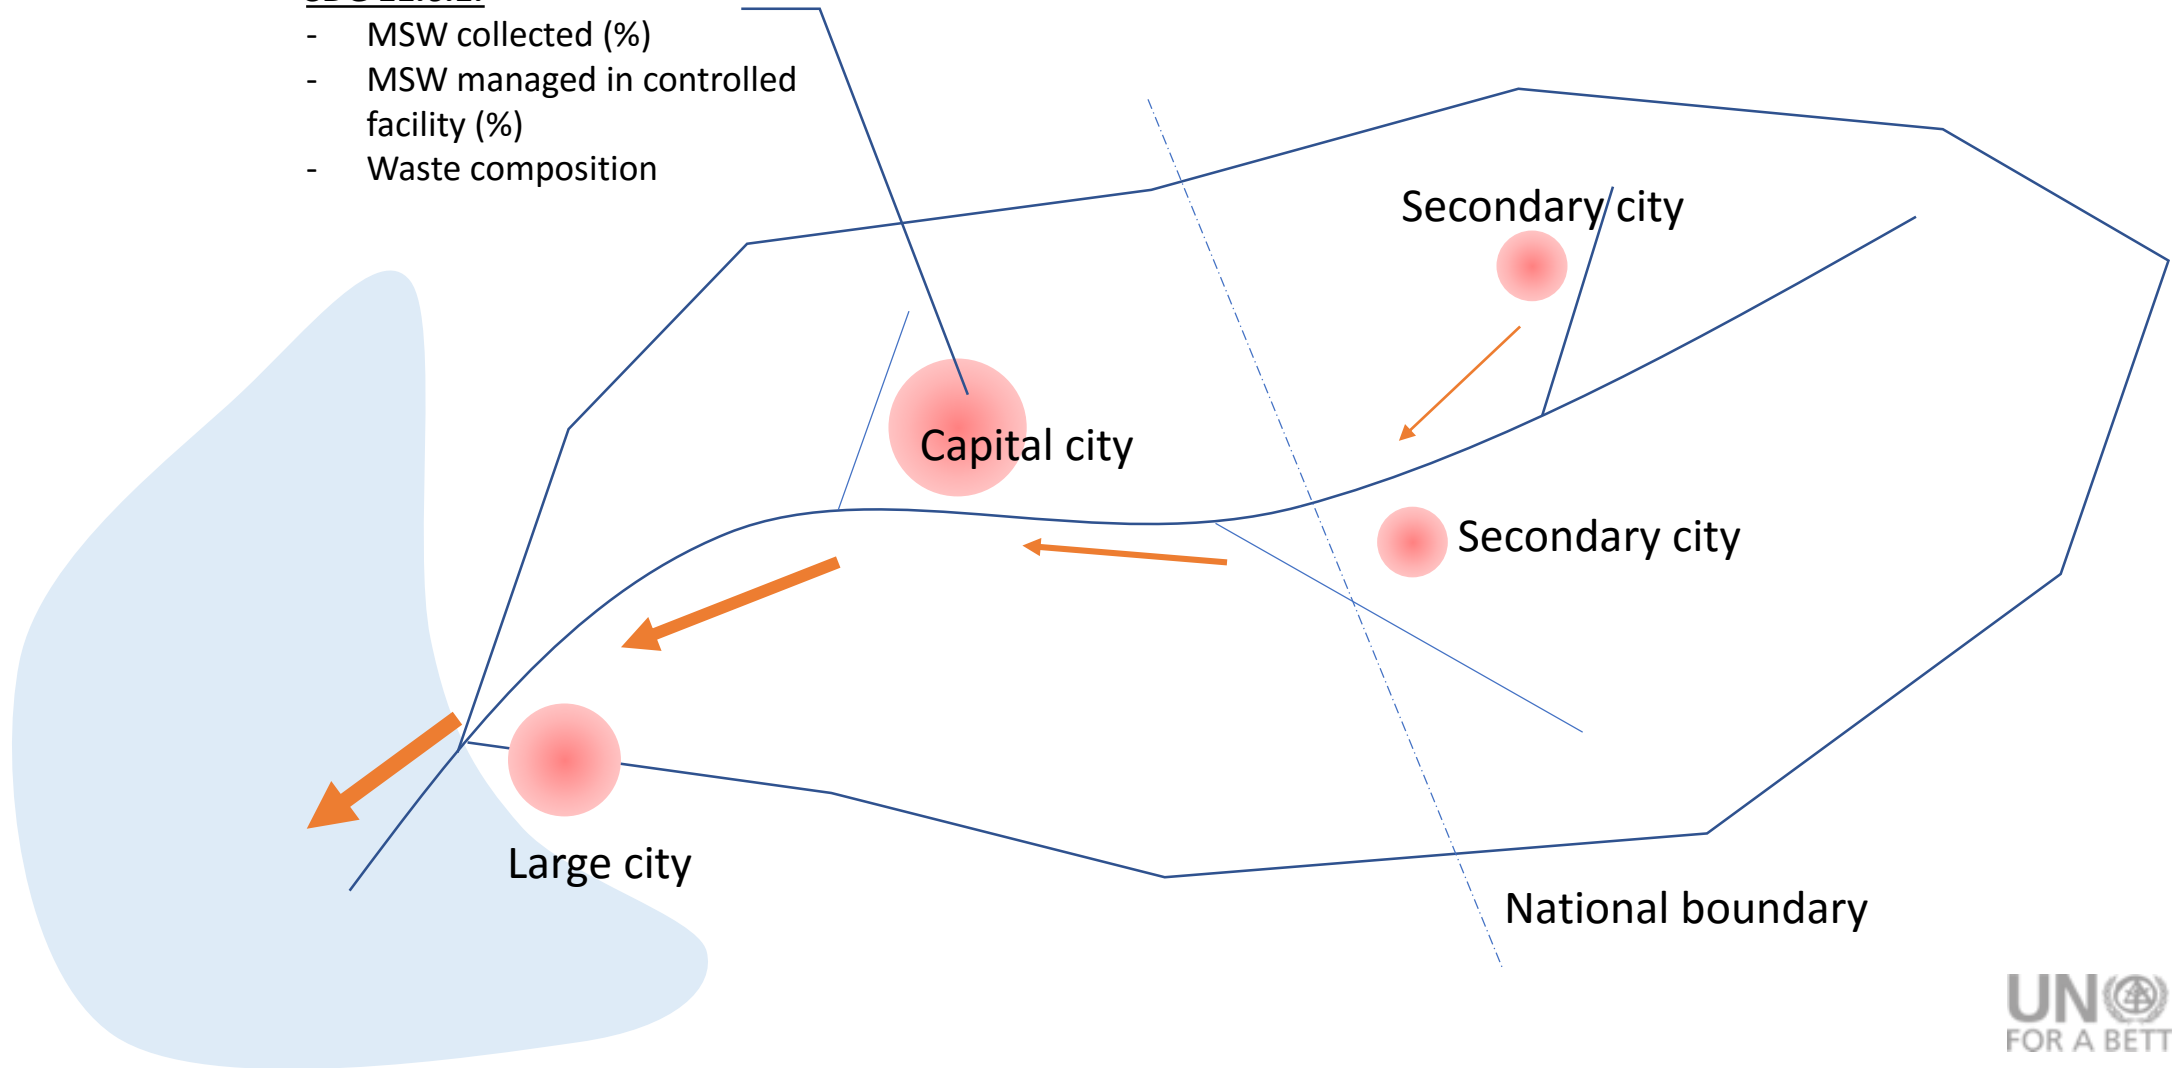 - MSW collected (%)
- MSW managed in controlled
facility (%)
- Waste composition
Secondary city
Capital city
Secondary city
Large city
National boundary
UN
FOR A BETT